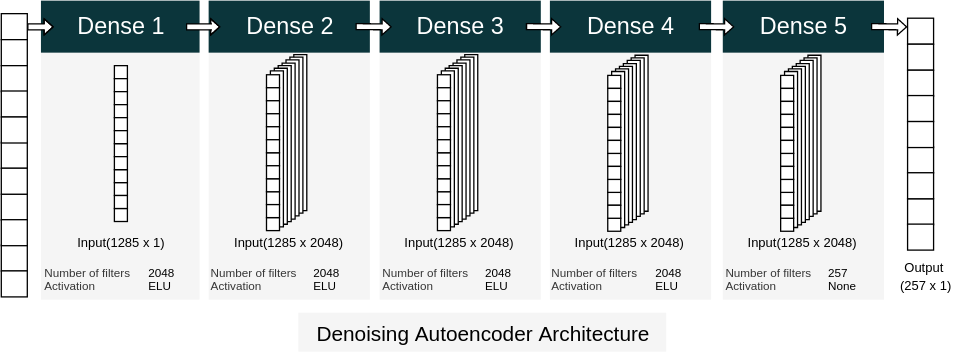 Dense 1 Dense 2 Dense 3 Dense 4 Dense 5
Input(1285 x 1) Input(1285 x 2048) Input(1285 x 2048) Input(1285 x 2048) Input(1285 x 2048)
Output
(257 x 1)
Number of filters 2048 Number of filters 2048 Number of filters 2048 Number of filters 2048 Number of filters 257
Activation ELU Activation ELU Activation ELU Activation ELU Activation None
Denoising Autoencoder Architecture